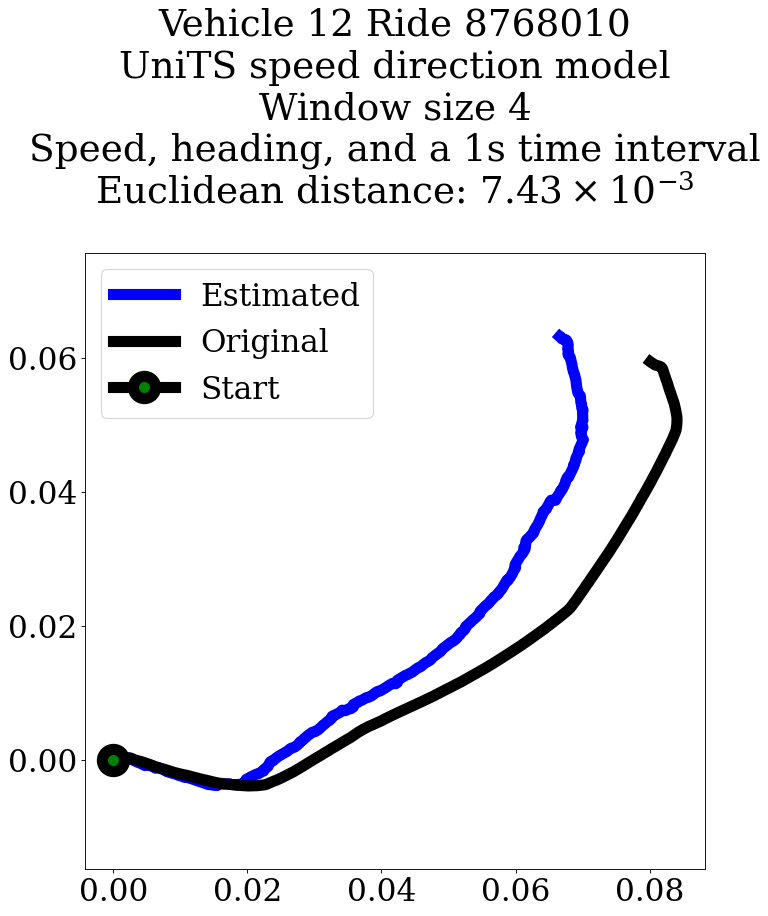 Vehicle 12 Ride 8768010
UniTS speed direction model
Window size 4
Speed, heading, and a 1s time interval
Euclidean distance: 7.43 × 10⁻³
Estimated
Original
Start
0.06
0.04
0.02
0.00
0.00 0.02 0.04 0.06 0.08